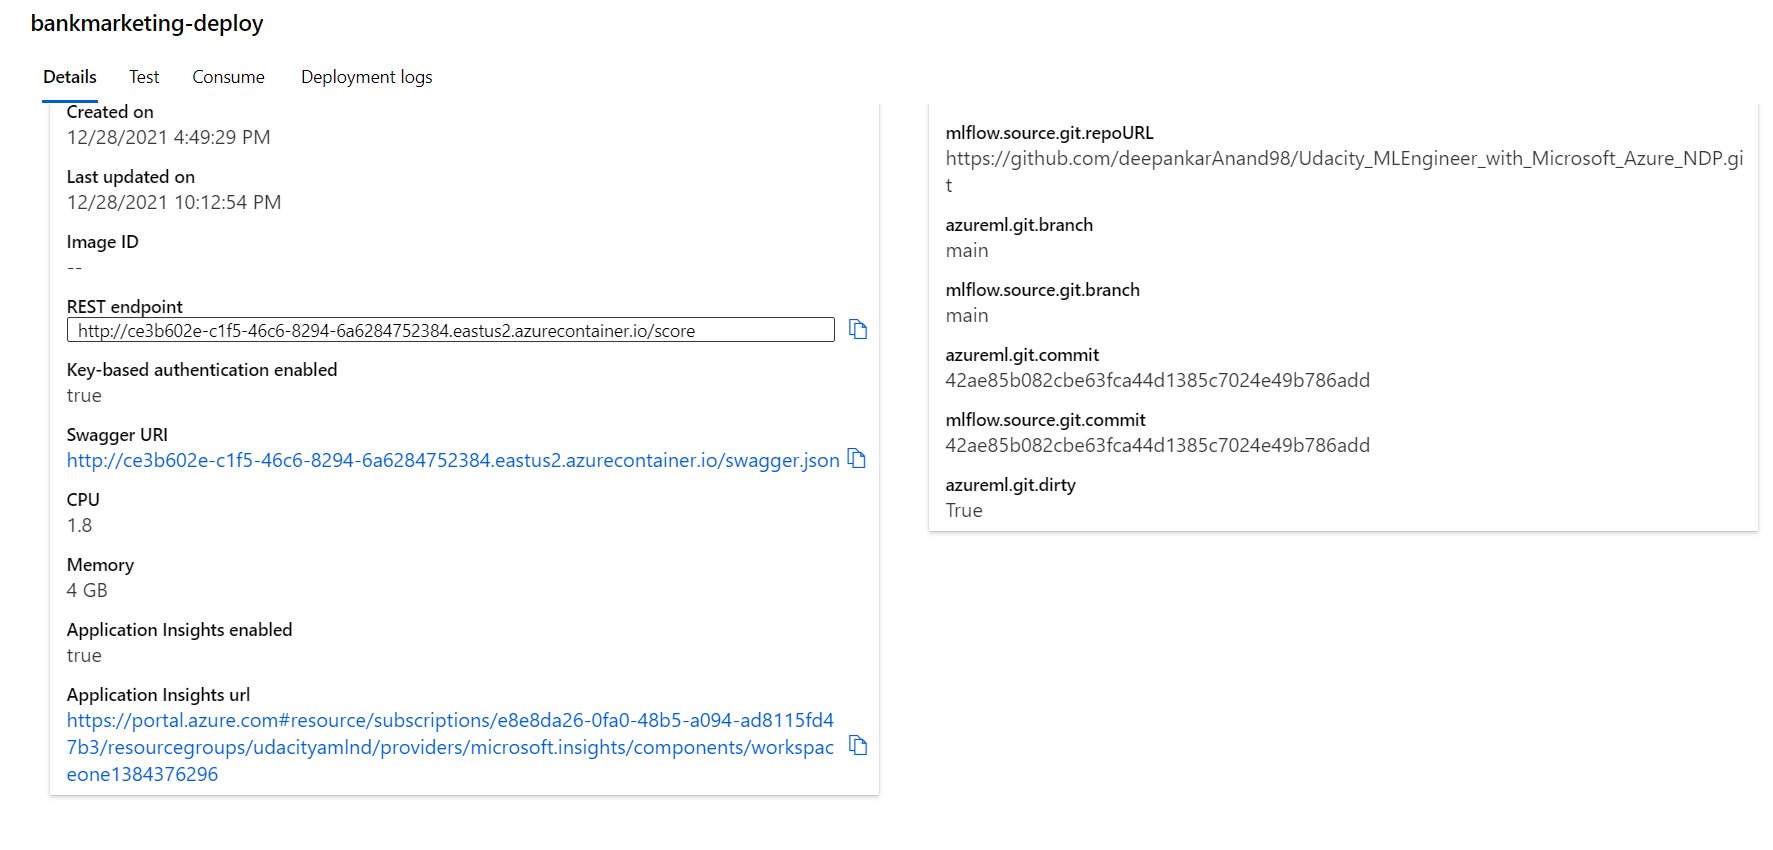 bankmarketing-deploy
Details
Test
Consume
Deployment logs
Created on
12/28/2021 4:49:29 PM
Last updated on
12/28/2021 10:12:54 PM
Image ID
--
REST endpoint
http://ce3b602e-c1f5-46c6-8294-6a6284752384.eastus2.azurecontainer.io/score
Key-based authentication enabled
true
Swagger URI
http://ce3b602e-c1f5-46c6-8294-6a6284752384.eastus2.azurecontainer.io/swagger.json
CPU
1.8
Memory
4 GB
Application Insights enabled
true
Application Insights url
https://portal.azure.com#resource/subscriptions/e8e8da26-0fa0-48b5-a094-ad8115fd4
7b3/resourcegroups/udacityamlnd/providers/microsoft.insights/components/workspac
eone1384376296
mlflow.source.git.repoURL
https://github.com/deepankarAnand98/Udacity_MLEngineer_with_Microsoft_Azure_NDP.gi
t
azureml.git.branch
main
mlflow.source.git.branch
main
azureml.git.commit
42ae85b082cbe63fca44d1385c7024e49b786add
mlflow.source.git.commit
42ae85b082cbe63fca44d1385c7024e49b786add
azureml.git.dirty
True